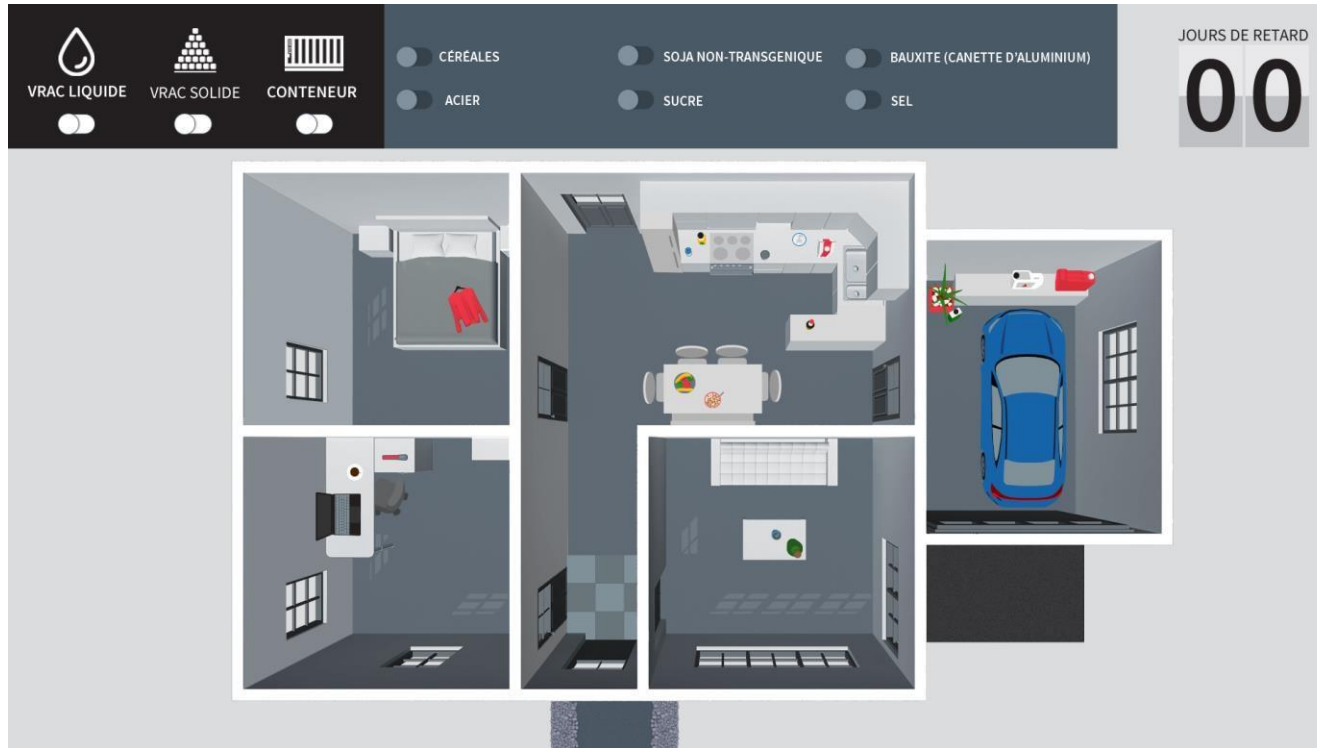 VRAC LIQUIDE
VRAC SOLIDE
CONTENEUR
CÉRÉALES
SOJA NON-TRANSGENIQUE
BAUXITE (CANETTE D'ALUMINIUM)
ACIER
SUCRE
SEL
JOURS DE RETARD
00